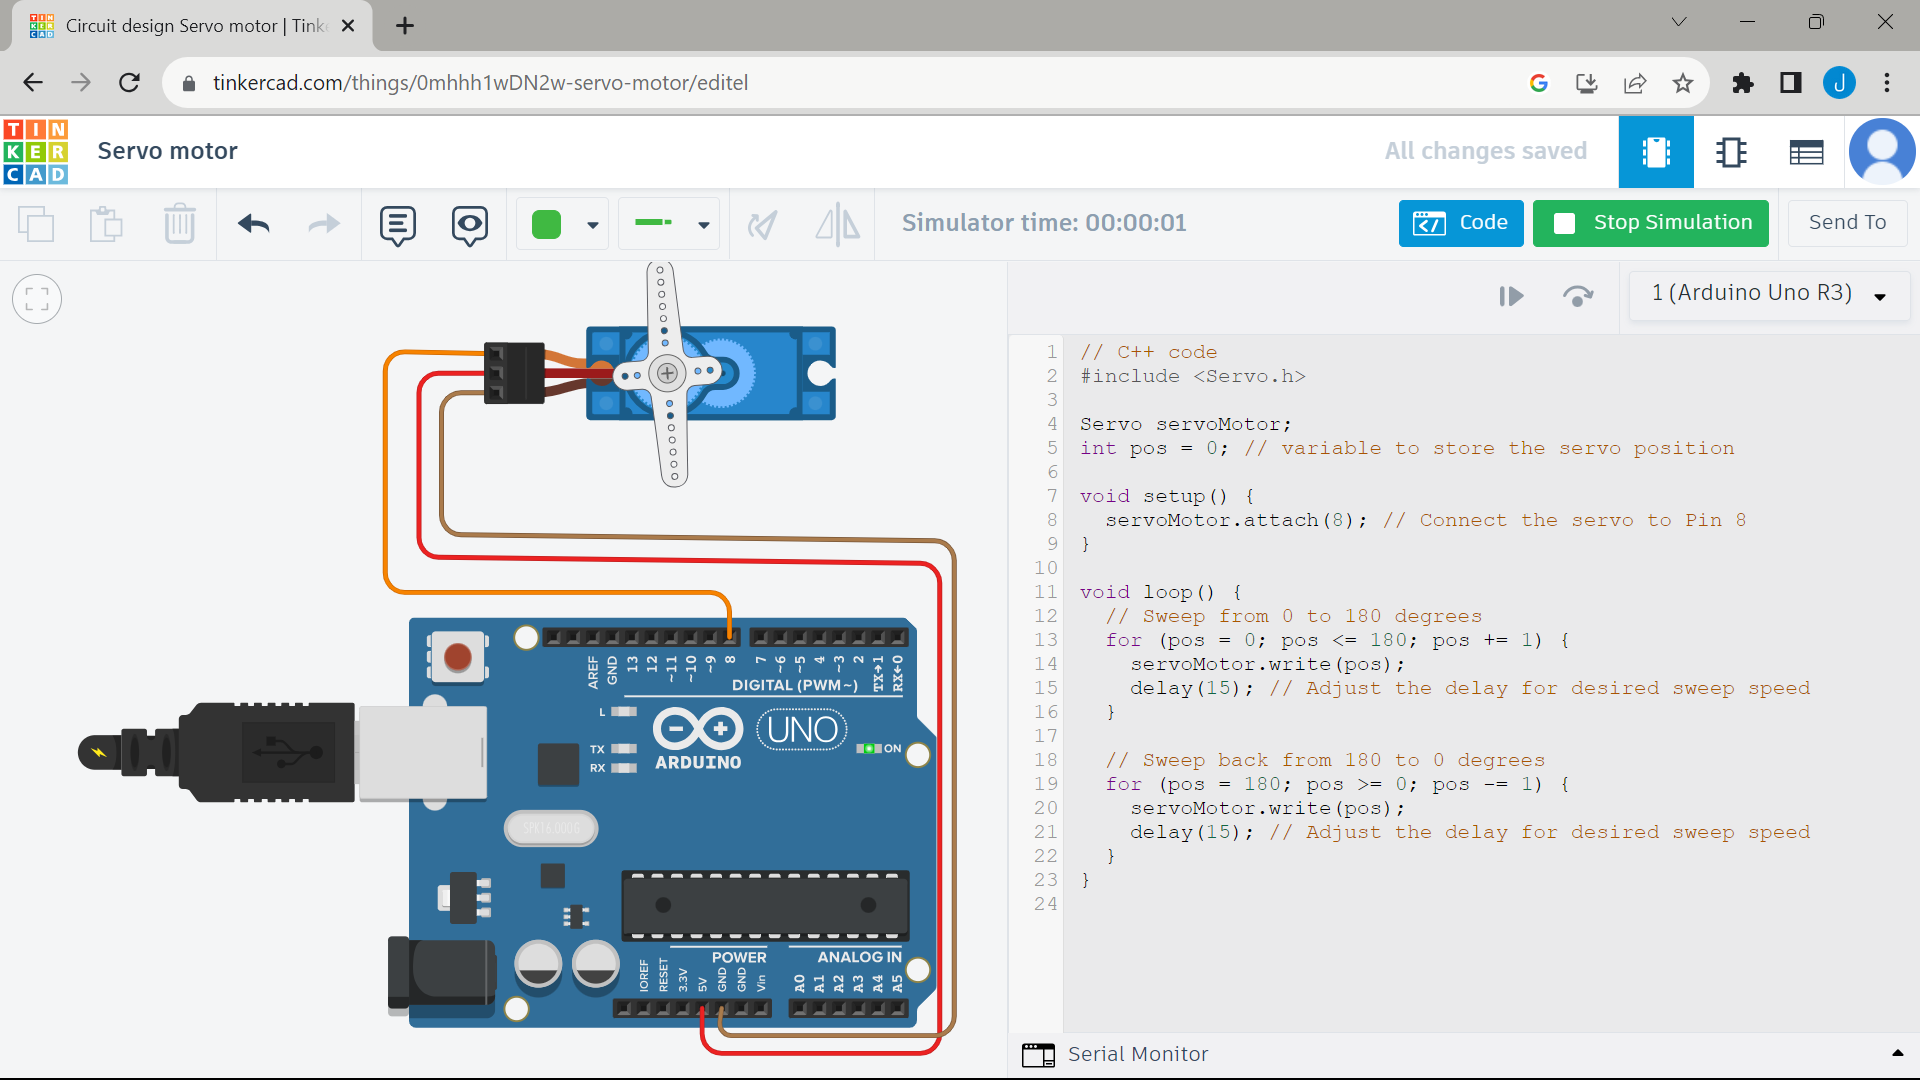 Circuit design Servo motor | Tink
tinkercad.com/things/0mhhh1wDN2w-servo-motor/editel
J
TIN
KER
CAD
Servo motor
All changes saved
Simulator time: 00:00:01
Code
Stop Simulation
Send To
1 (Arduino Uno R3)
1 // C++ code
2 #include <Servo.h>
3
4 Servo servoMotor;
5 int pos = 0; // variable to store the servo position
6
7 void setup() {
8 servoMotor.attach(8); // Connect the servo to Pin 8
9 }
10
11 void loop() {
12 // Sweep from 0 to 180 degrees
13 for (pos = 0; pos <= 180; pos += 1) {
14 servoMotor.write(pos);
15 delay(15); // Adjust the delay for desired sweep speed
16 }
17
18 // Sweep back from 180 to 0 degrees
19 for (pos = 180; pos >= 0; pos -= 1) {
20 servoMotor.write(pos);
21 delay(15); // Adjust the delay for desired sweep speed
22 }
23 }
24
AREF GND 13 12 ~11 ~10 ~9 8 7 ~6 ~5 4 ~3 2 TX→1 RX←0
DIGITAL (PWM~)
L
TX
RX
UNO
ON
ARDUINO
SPK16.000G
POWER
ANALOG IN
IOREF RESET 3.3V 5V GND GND Vin A0 A1 A2 A3 A4 A5
Serial Monitor